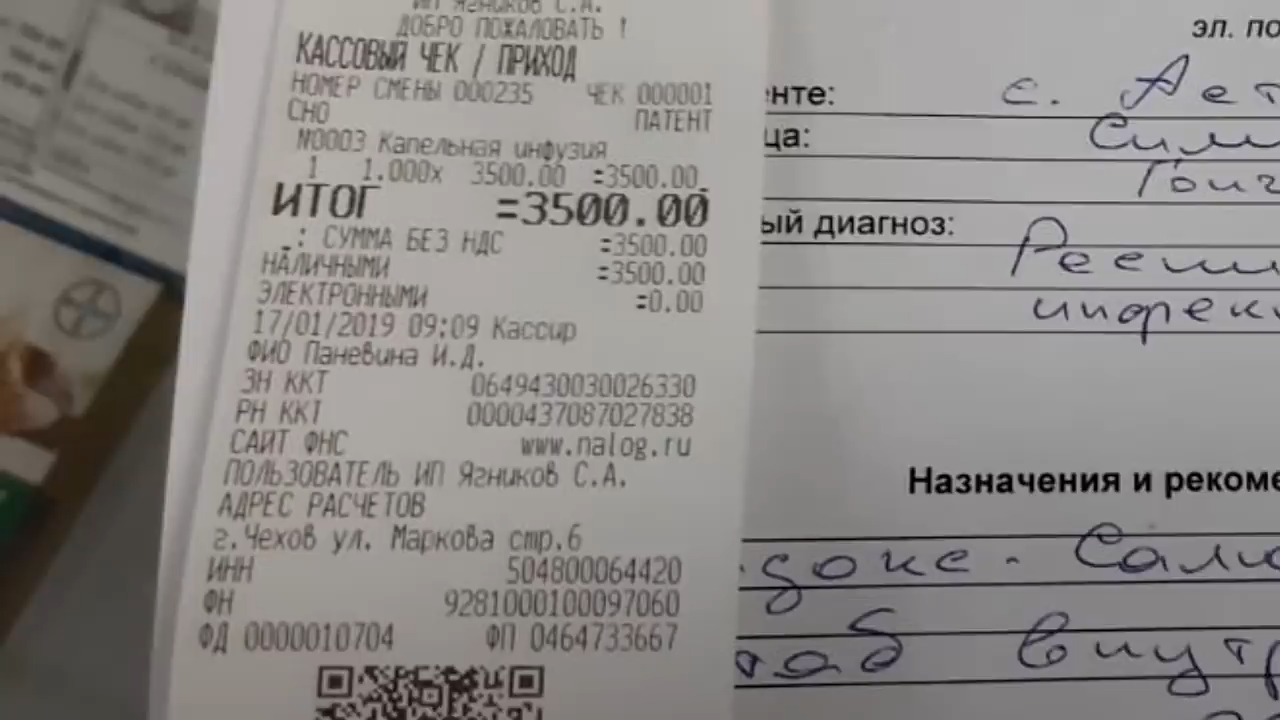 ИП Ягников С.А.
ДОБРО ПОЖАЛОВАТЬ !
КАССОВЫЙ ЧЕК / ПРИХОД
НОМЕР СМЕНЫ 000235 ЧЕК 000001
СНО ПАТЕНТ
N0003 Капельная инфузия
1 1.000x 3500.00 =3500.00
ИТОГ =3500.00
_: СУММА БЕЗ НДС =3500.00
НАЛИЧНЫМИ =3500.00
ЭЛЕКТРОННЫМИ =0.00
17/01/2019 09:09 Кассир
ФИО Паневина И.Д.
ЗН ККТ 0649430030026330
РН ККТ 0000437087027838
САЙТ ФНС www.nalog.ru
ПОЛЬЗОВАТЕЛЬ ИП Ягников С.А.
АДРЕС РАСЧЕТОВ
г.Чехов ул. Маркова стр.6
ИНН 504800064420
ФН 9281000100097060
ФД 0000010704 ФП 0464733667
эл. по
нте:
ца:
ый диагноз:
инфек
Назначения и рекоме